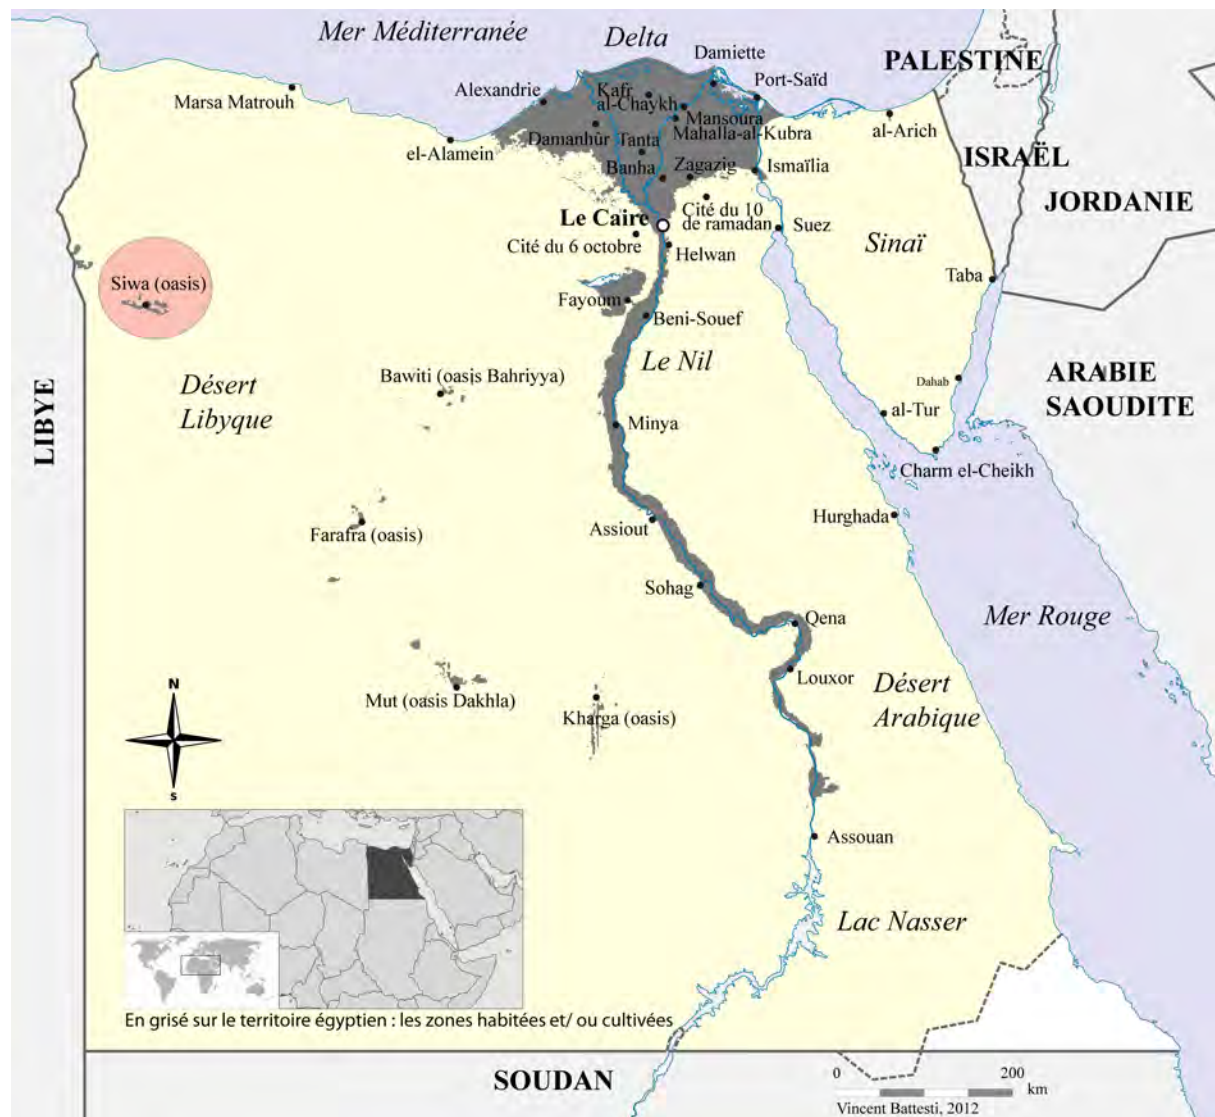 Mer Méditerranée
Delta
Damiette
PALESTINE
Port-Saïd
Alexandrie
Kafr
al-Chaykh
Marsa Matrouh
Mansoura
al-Arich
Damanhûr
Tanta
Mahalla-al-Kubra
el-Alamein
ISRAËL
Banha
Zagazig
Ismaïlia
JORDANIE
Le Caire
Cité du 10
de ramadan
Suez
Cité du 6 octobre
Helwan
Sinaï
Siwa (oasis)
Taba
Fayoum
Beni-Souef
Le Nil
Bawiti (oasis Bahriyya)
Désert
Libyque
Dahab
ARABIE
SAOUDITE
LIBYE
al-Tur
Minya
Charm el-Cheikh
Hurghada
Assiout
Farafra (oasis)
Sohag
Qena
Mer Rouge
Louxor
Désert
Arabique
Mut (oasis Dakhla)
Kharga (oasis)
N
S
Assouan
Lac Nasser
En grisé sur le territoire égyptien : les zones habitées et/ ou cultivées
SOUDAN
0 200
km
Vincent Battesti, 2012